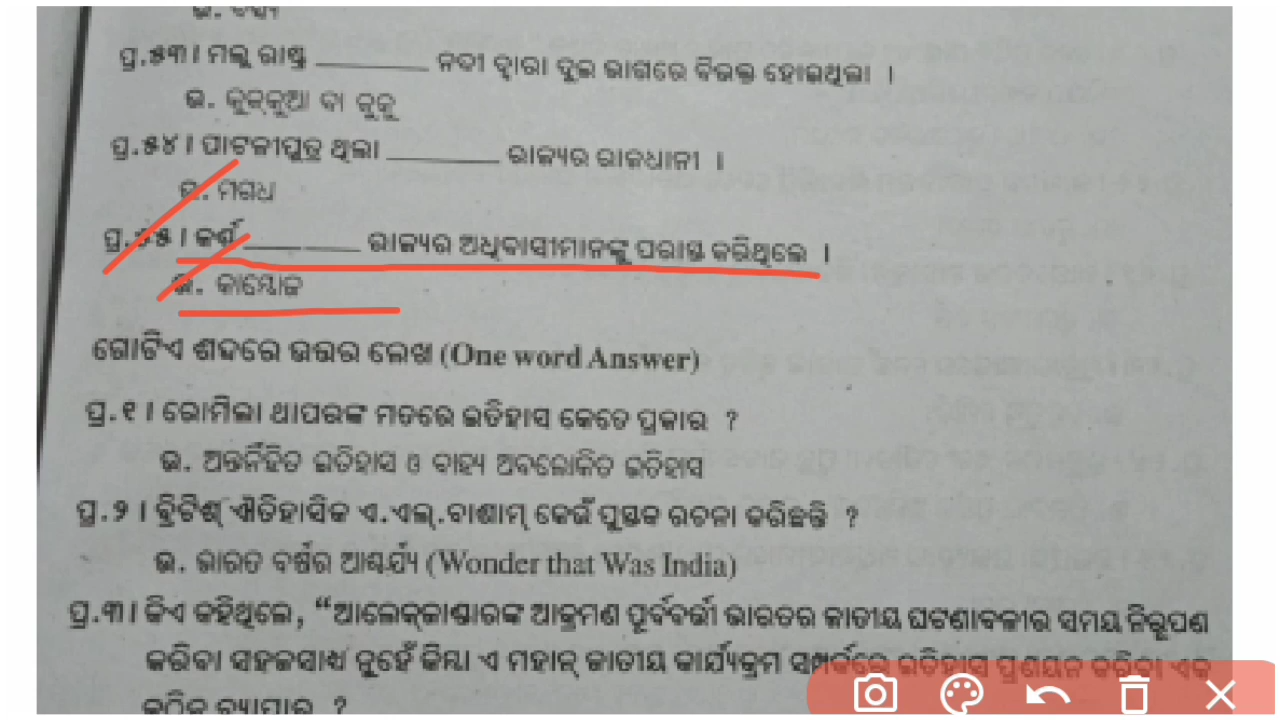 ପ୍ର.୫୩। ମଲ୍ଲ ରାଷ୍ଟ୍ର ________ ନଦୀ ଦ୍ୱାରା ଦୁଇ ଭାଗରେ ବିଭକ୍ତ ହୋଇଥିଲା ।
ଉ. କୁକ୍‌କୁଆ ବା କୁକୁ
ପ୍ର.୫୪। ପାଟଳୀପୁତ୍ର ଥିଲା ________ ରାଜ୍ୟର ରାଜଧାନୀ ।
ଉ. ମଗଧ
ପ୍ର.୫୫। କର୍ଣ୍ଣ ________ ରାଜ୍ୟର ଅଧିବାସୀମାନଙ୍କୁ ପରାସ୍ତ କରିଥିଲେ ।
ଉ. କାମ୍ବୋଜ
ଗୋଟିଏ ଶବ୍ଦରେ ଉତ୍ତର ଲେଖ (One word Answer)
ପ୍ର.୧। ରୋମିଲା ଥାପରଙ୍କ ମତରେ ଇତିହାସ କେତେ ପ୍ରକାର ?
ଉ. ଅନ୍ତର୍ନିହିତ ଇତିହାସ ଓ ବାହ୍ୟ ଅବଲୋକିତ ଇତିହାସ
ପ୍ର.୨। ବ୍ରିଟିଶ୍ ଐତିହାସିକ ଏ.ଏଲ୍.ବାଶାମ୍ କେଉଁ ପୁସ୍ତକ ରଚନା କରିଛନ୍ତି ?
ଉ. ଭାରତ ବର୍ଷର ଆଶ୍ଚର୍ଯ୍ୟ (Wonder that Was India)
ପ୍ର.୩। କିଏ କହିଥିଲେ, “ଆଲେକ୍‌ଜାଣ୍ଡାରଙ୍କ ଆକ୍ରମଣ ପୂର୍ବବର୍ତ୍ତୀ ଭାରତର ଜାତୀୟ ଘଟଣାବଳୀର ସମୟ ନିରୂପଣ
କରିବା ସହଜସାଧ୍ୟ ନୁହେଁ କିମ୍ବା ଏ ମହାନ୍ ଜାତୀୟ କାର୍ଯ୍ୟକ୍ରମ ସମ୍ପର୍କରେ ଇତିହାସ ପ୍ରଣୟନ କରିବା ଏକ
କଠିନ ବ୍ୟାପାର ?